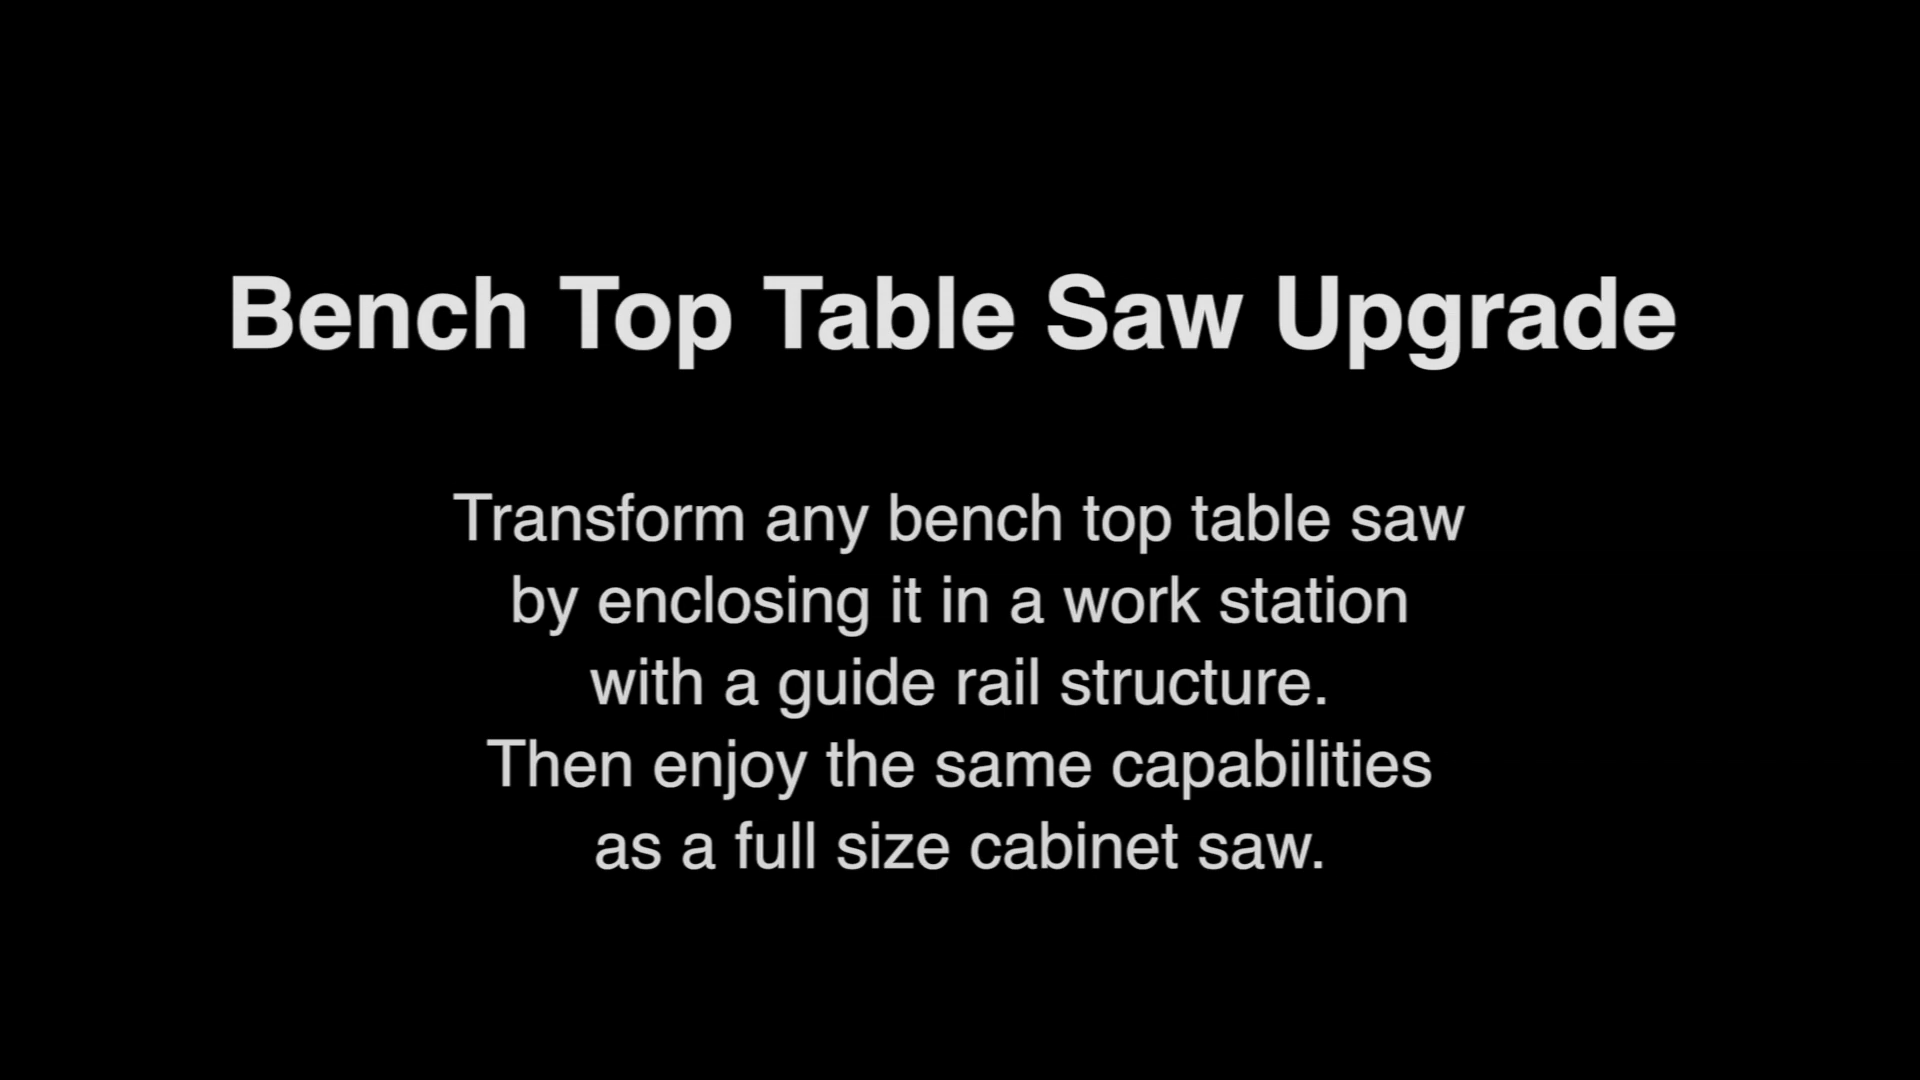 Bench Top Table Saw Upgrade
Transform any bench top table saw
by enclosing it in a work station
with a guide rail structure.
Then enjoy the same capabilities
as a full size cabinet saw.